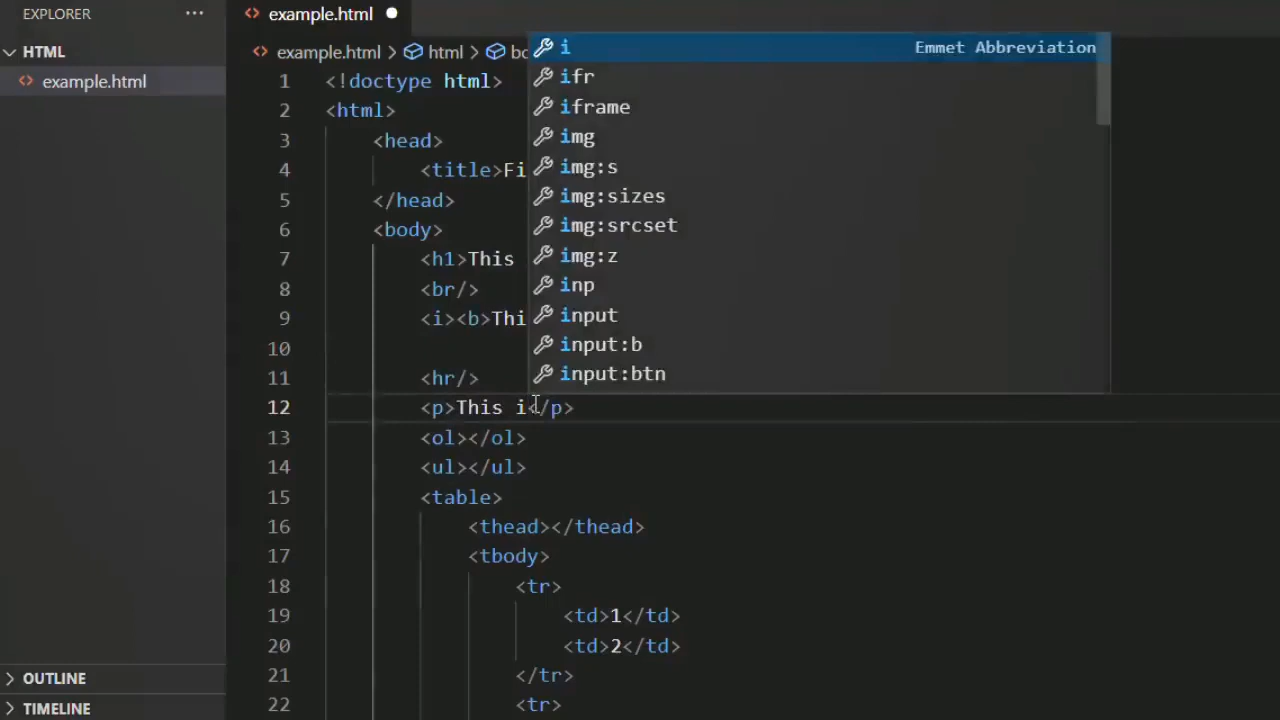 EXPLORER
HTML
example.html
OUTLINE
TIMELINE
example.html
example.html > html >
1 <!doctype html>
2 <html>
3 <head>
4 <title>Fi
5 </head>
6 <body>
7 <h1>This
8 <br/>
9 <i><b>Thi
10
11 <hr/>
12 <p>This i</p>
13 <ol></ol>
14 <ul></ul>
15 <table>
16 <thead></thead>
17 <tbody>
18 <tr>
19 <td>1</td>
20 <td>2</td>
21 </tr>
22 <tr>
i Emmet Abbreviation
ifr
iframe
img
img:s
img:sizes
img:srcset
img:z
inp
input
input:b
input:btn